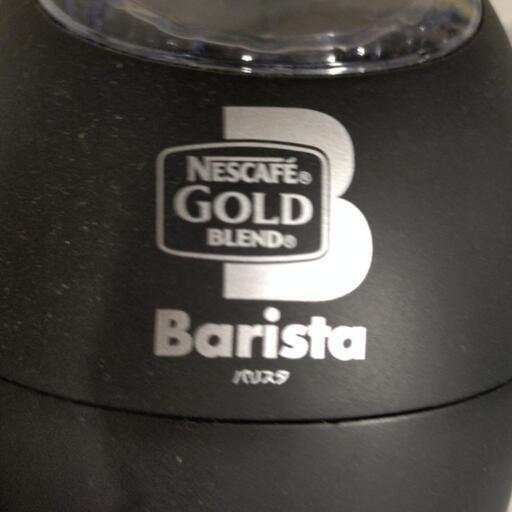 B
NESCAFÉ®
GOLD
BLEND®
Barista
バリスタ